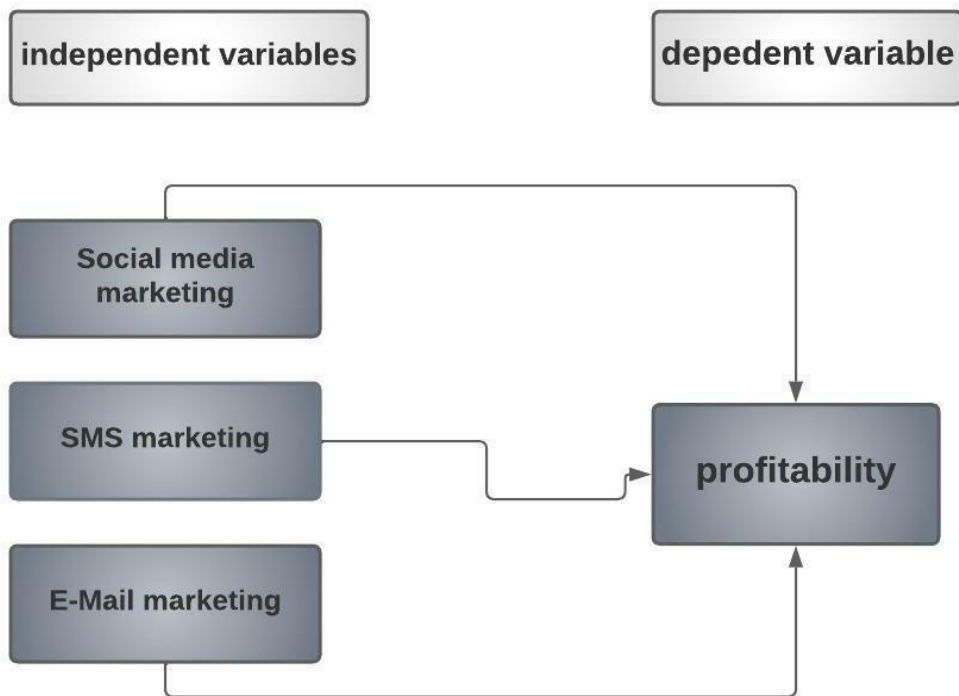 independent variables
depedent variable
Social media
marketing
SMS marketing
profitability
E-Mail marketing